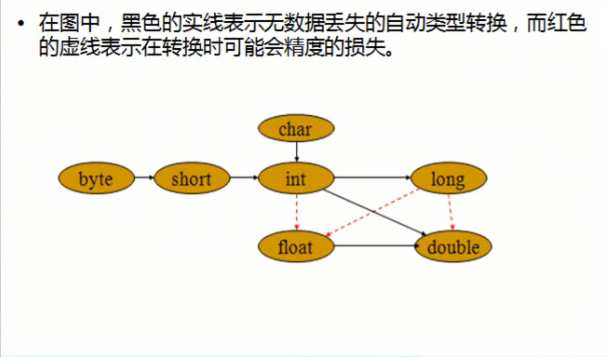 • 在图中，黑色的实线表示无数据丢失的自动类型转换，而红色
的虚线表示在转换时可能会精度的损失。
char
byte short int long
float double